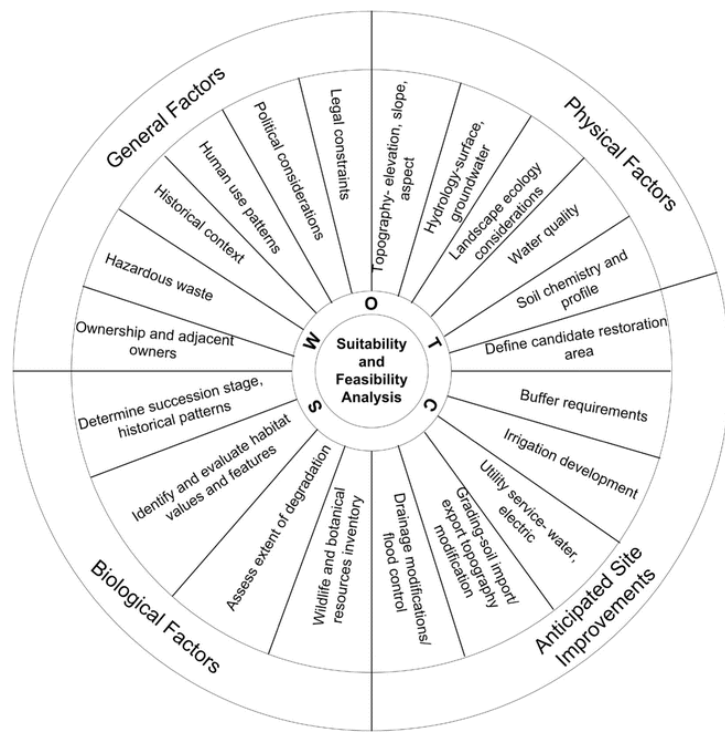 General Factors
Ownership and adjacent
owners
Hazardous waste
Historical context
Human use patterns
Political considerations
Legal constraints
Physical Factors
Topography- elevation, slope,
aspect
Hydrology-surface,
groundwater
Landscape ecology
considerations
Water quality
Soil chemistry and
profile
Anticipated Site
Improvements
Define candidate restoration
area
Buffer requirements
Irrigation development
Utility service- water,
electric
Grading-soil import/
export topography
modification
Drainage modifications/
flood control
Biological Factors
Wildlife and botanical
resources inventory
Assess extent of degradation
Identify and evaluate habitat
values and features
Determine succession stage,
historical patterns
S
W
O
T
C
Suitability
and
Feasibility
Analysis